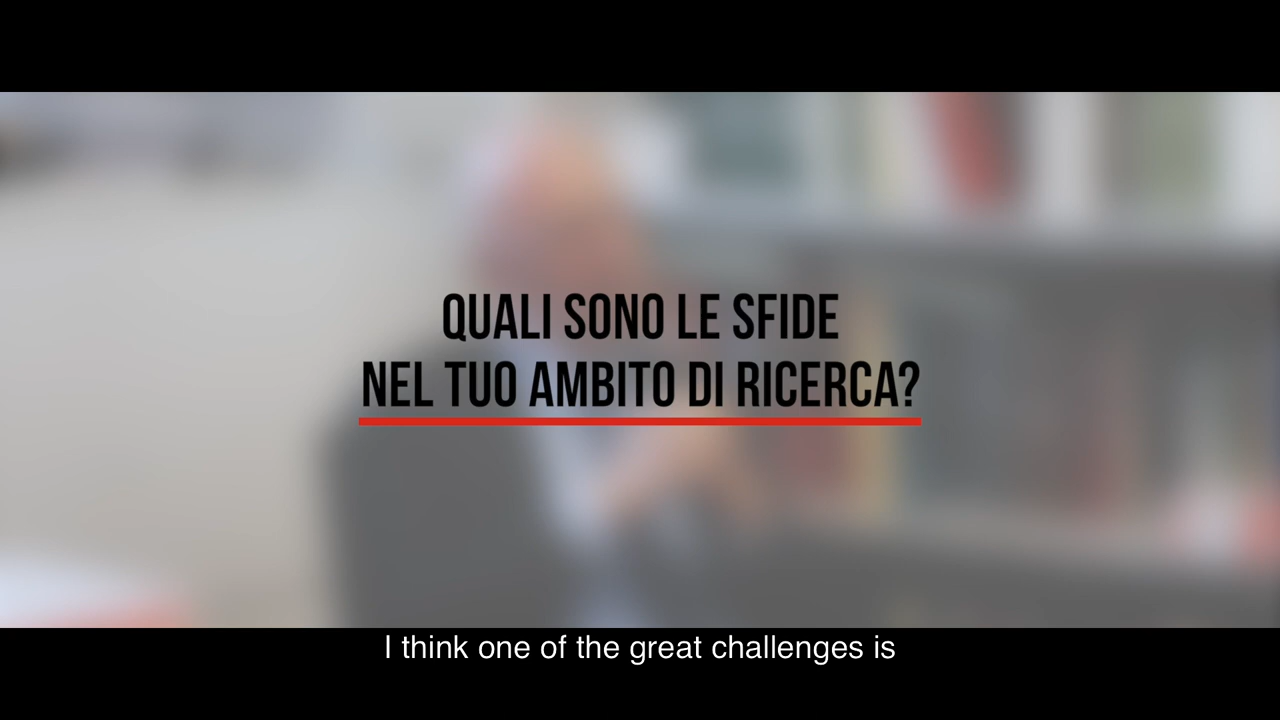 QUALI SONO LE SFIDE
NEL TUO AMBITO DI RICERCA?
I think one of the great challenges is